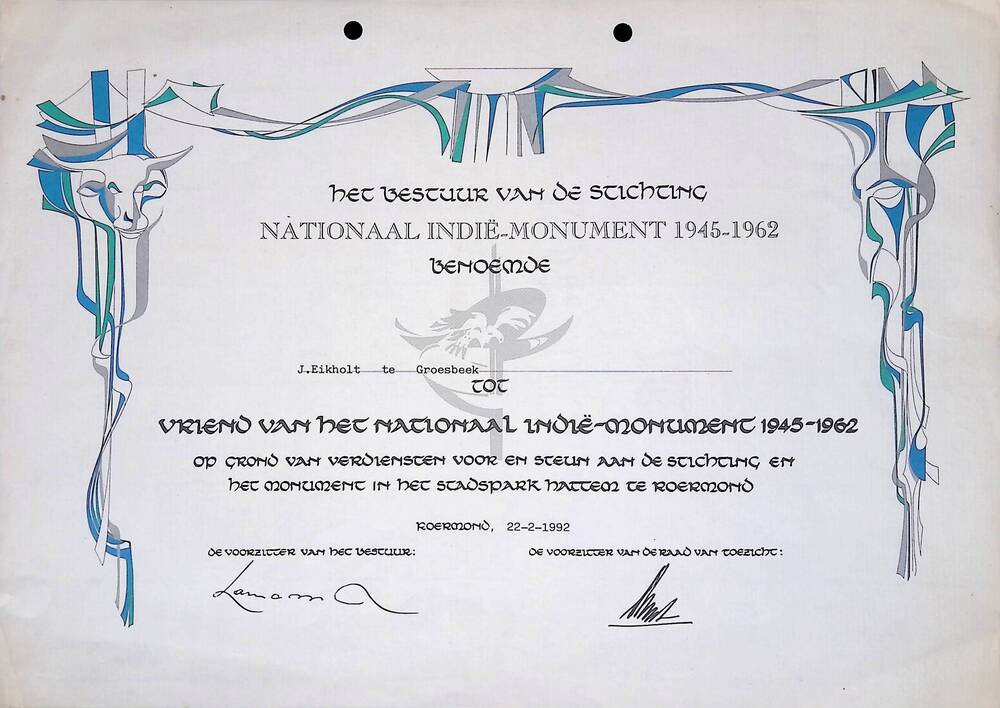 Het bestuur van de Stichting
NATIONAAL INDIË-MONUMENT 1945-1962
benoemde
J.Eikholt te Groesbeek
tot
Vriend van het Nationaal Indië-Monument 1945-1962
op grond van verdiensten voor en steun aan de Stichting en
het monument in het Stadspark Hattem te Roermond
Roermond, 22-2-1992
De voorzitter van het bestuur:
De voorzitter van de Raad van Toezicht: